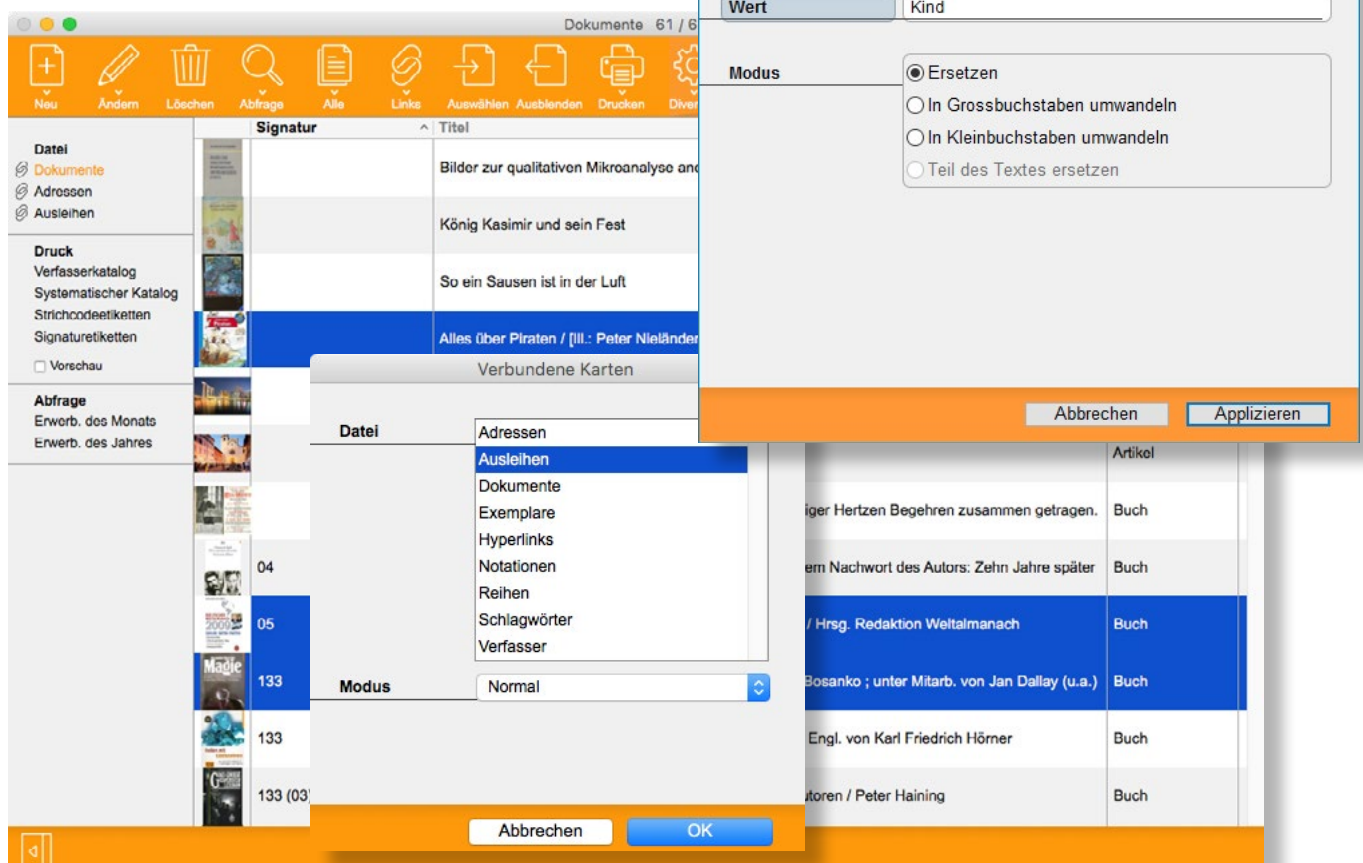 Dokumente 61 / 6
Neu Ändern Löschen Abfrage Alle Links Auswählen Ausblenden Drucken Diver
Datei
Dokumente
Adressen
Ausleihen
Druck
Verfasserkatalog
Systematischer Katalog
Strichcodeetiketten
Signaturetiketten
Vorschau
Abfrage
Erwerb. des Monats
Erwerb. des Jahres
Signatur Titel
Bilder zur qualitativen Mikroanalyse
König Kasimir und sein Fest
So ein Sausen ist in der Luft
Alles über Piraten / [Ill.: Peter Nieländer
Artikel
iger Hertzen Begehren zusammen getragen. Buch
04 em Nachwort des Autors: Zehn Jahre später Buch
05 / Hrsg. Redaktion Weltalmanach Buch
133 Bosanko ; unter Mitarb. von Jan Dallay (u.a.) Buch
133 Engl. von Karl Friedrich Hörner Buch
133 (03) utoren / Peter Haining Buch
2009
Magie
Verbundene Karten
Datei
Adressen
Ausleihen
Dokumente
Exemplare
Hyperlinks
Notationen
Reihen
Schlagwörter
Verfasser
Modus Normal
Abbrechen OK
Wert Kind
Modus
Ersetzen
In Grossbuchstaben umwandeln
In Kleinbuchstaben umwandeln
Teil des Textes ersetzen
Abbrechen Applizieren